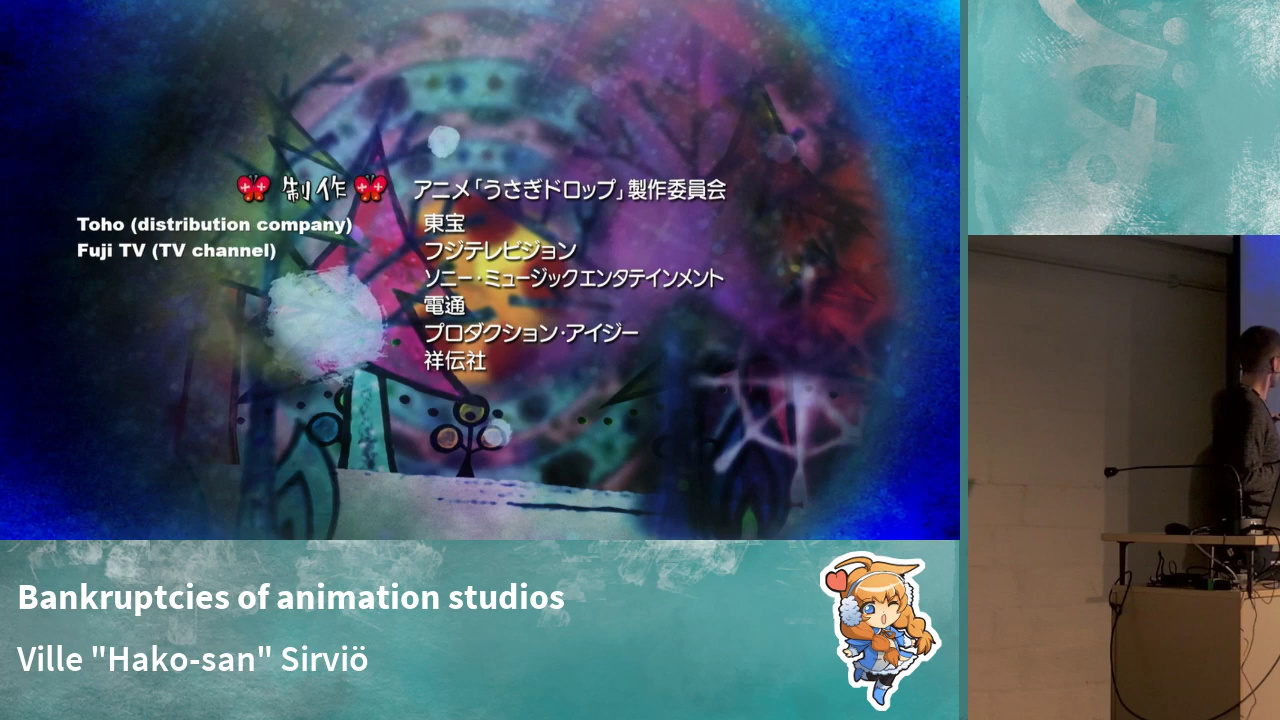 制作 アニメ「うさぎドロップ」製作委員会
Toho (distribution company) 東宝
Fuji TV (TV channel) フジテレビジョン
ソニー・ミュージックエンタテインメント
電通
プロダクション・アイジー
祥伝社
Bankruptcies of animation studios
Ville "Hako-san" Sirviö